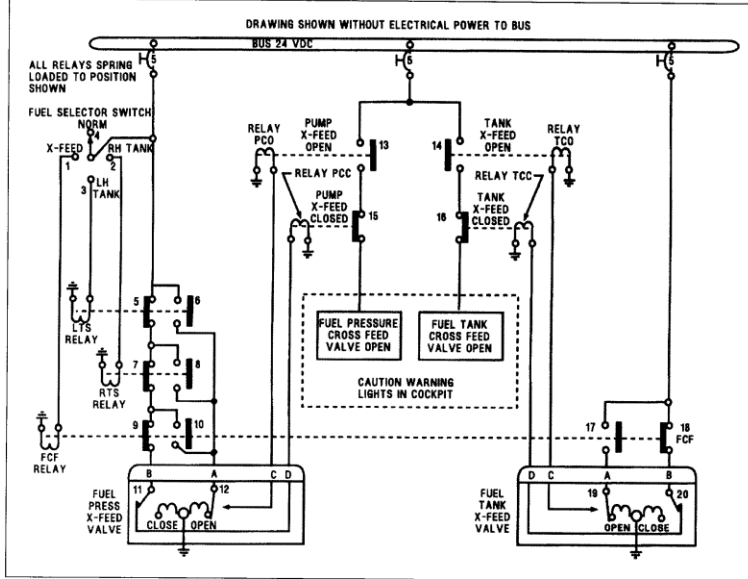 DRAWING SHOWN WITHOUT ELECTRICAL POWER TO BUS
BUS 24 VDC
5
5
5
ALL RELAYS SPRING
LOADED TO POSITION
SHOWN
FUEL SELECTOR SWITCH
NORM
4
X-FEED
1
RH TANK
2
3
LH
TANK
RELAY
PCO
PUMP
X-FEED
OPEN
13
14
TANK
X-FEED
OPEN
RELAY
TCO
RELAY PCC
PUMP
X-FEED
CLOSED
15
16
TANK
X-FEED
CLOSED
RELAY TCC
5
6
LTS
RELAY
7
8
RTS
RELAY
9
10
FCF
RELAY
FUEL PRESSURE
CROSS FEED
VALVE OPEN
FUEL TANK
CROSS FEED
VALVE OPEN
CAUTION WARNING
LIGHTS IN COCKPIT
17
18
FCF
B
A
C
D
11
12
FUEL
PRESS
X-FEED
VALVE
CLOSE
OPEN
D
C
A
B
19
20
FUEL
TANK
X-FEED
VALVE
OPEN
CLOSE